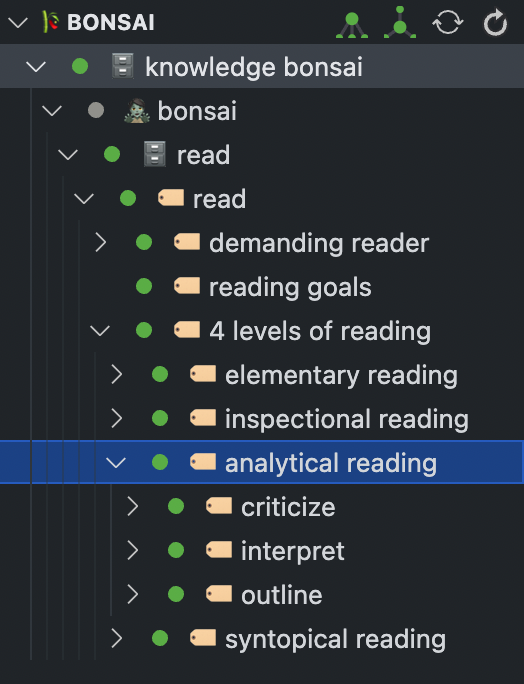 BONSAI
knowledge bonsai
bonsai
read
read
demanding reader
reading goals
4 levels of reading
elementary reading
inspectional reading
analytical reading
criticize
interpret
outline
syntopical reading